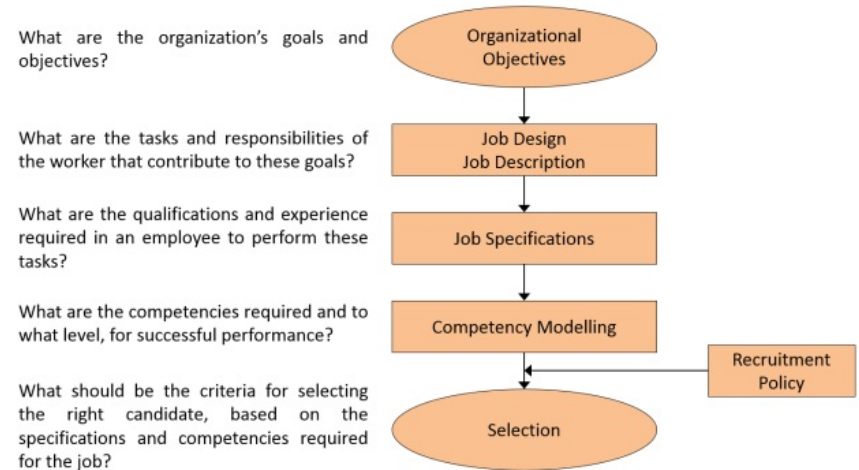 What are the organization's goals and
objectives?
Organizational
Objectives
What are the tasks and responsibilities of
the worker that contribute to these goals?
Job Design
Job Description
What are the qualifications and experience
required in an employee to perform these
tasks?
Job Specifications
What are the competencies required and to
what level, for successful performance?
Competency Modelling
Recruitment
Policy
What should be the criteria for selecting
the right candidate, based on the
specifications and competencies required
for the job?
Selection